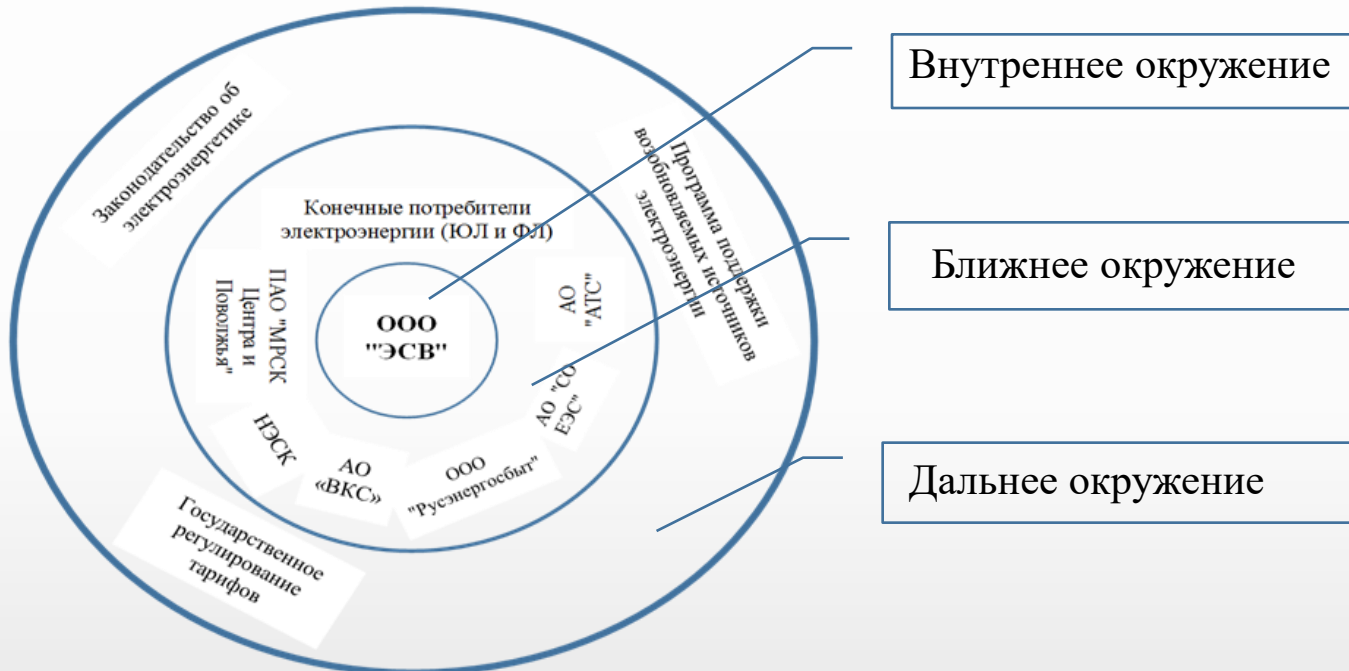 Внутреннее окружение
Законодательство об
электроэнергетике
Программа поддержки
возобновляемых источников
электроэнергии
Конечные потребители
электроэнергии (ЮЛ и ФЛ)
Ближнее окружение
ПАО "МРСК
Центра и
Поволжья"
АО
"АТС"
ООО
"ЭСВ"
АО "СО
ЕЭС"
НЭСК
АО
«ВКС»
ООО
"Русэнергосбыт"
Дальнее окружение
Государственное
регулирование
тарифов